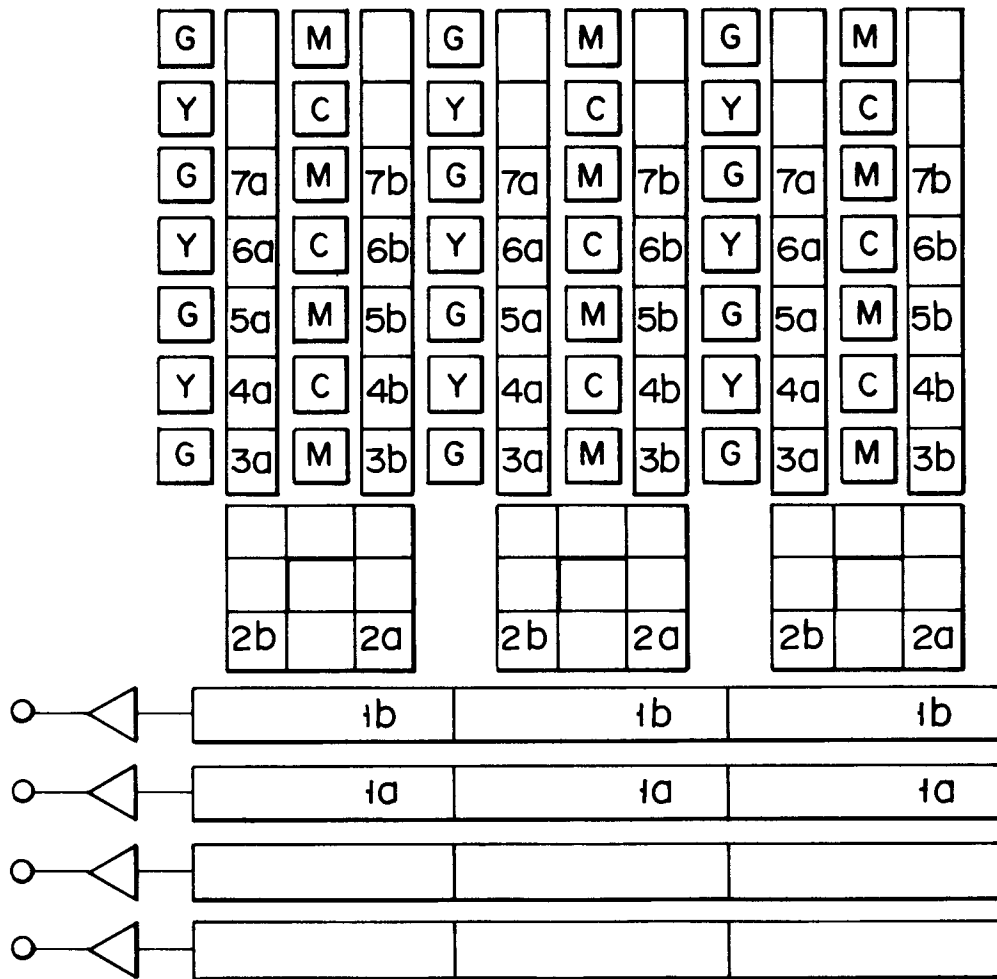 G M G M G M
Y C Y C Y C
G 7a M 7b G 7a M 7b G 7a M 7b
Y 6a C 6b Y 6a C 6b Y 6a C 6b
G 5a M 5b G 5a M 5b G 5a M 5b
Y 4a C 4b Y 4a C 4b Y 4a C 4b
G 3a M 3b G 3a M 3b G 3a M 3b
2b 2a 2b 2a 2b 2a
1b 1b 1b
1a 1a 1a